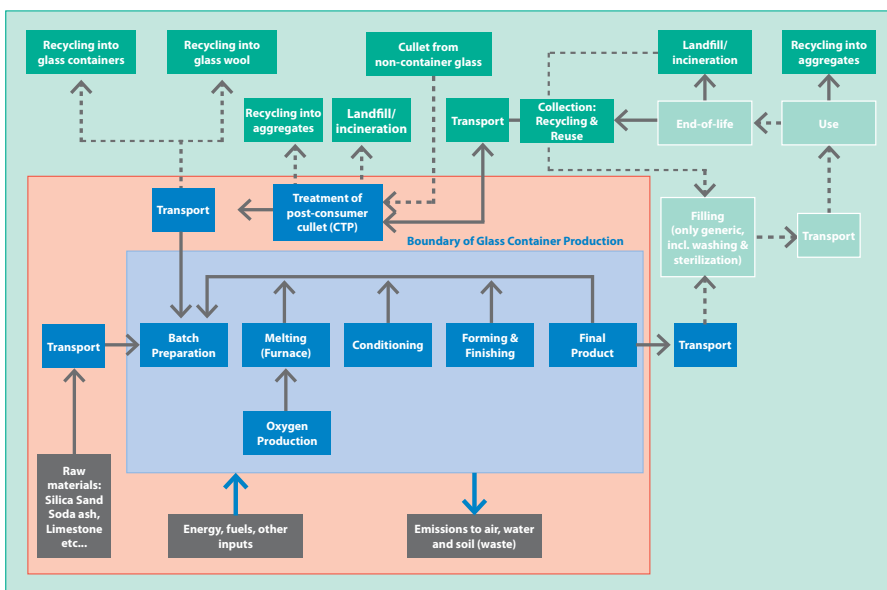 Recycling into
glass containers
Recycling into
glass wool
Cullet from
non-container glass
Landfill/
incineration
Recycling into
aggregates
Recycling into
aggregates
Landfill/
incineration
Transport
Collection:
Recycling &
Reuse
End-of-life
Use
Transport
Treatment of
post-consumer
cullet (CTP)
Filling
(only generic,
incl. washing &
sterilization)
Transport
Boundary of Glass Container Production
Transport
Batch
Preparation
Melting
(Furnace)
Conditioning
Forming &
Finishing
Final
Product
Transport
Oxygen
Production
Raw
materials:
Silica Sand
Soda ash,
Limestone
etc...
Energy, fuels, other
inputs
Emissions to air, water
and soil (waste)